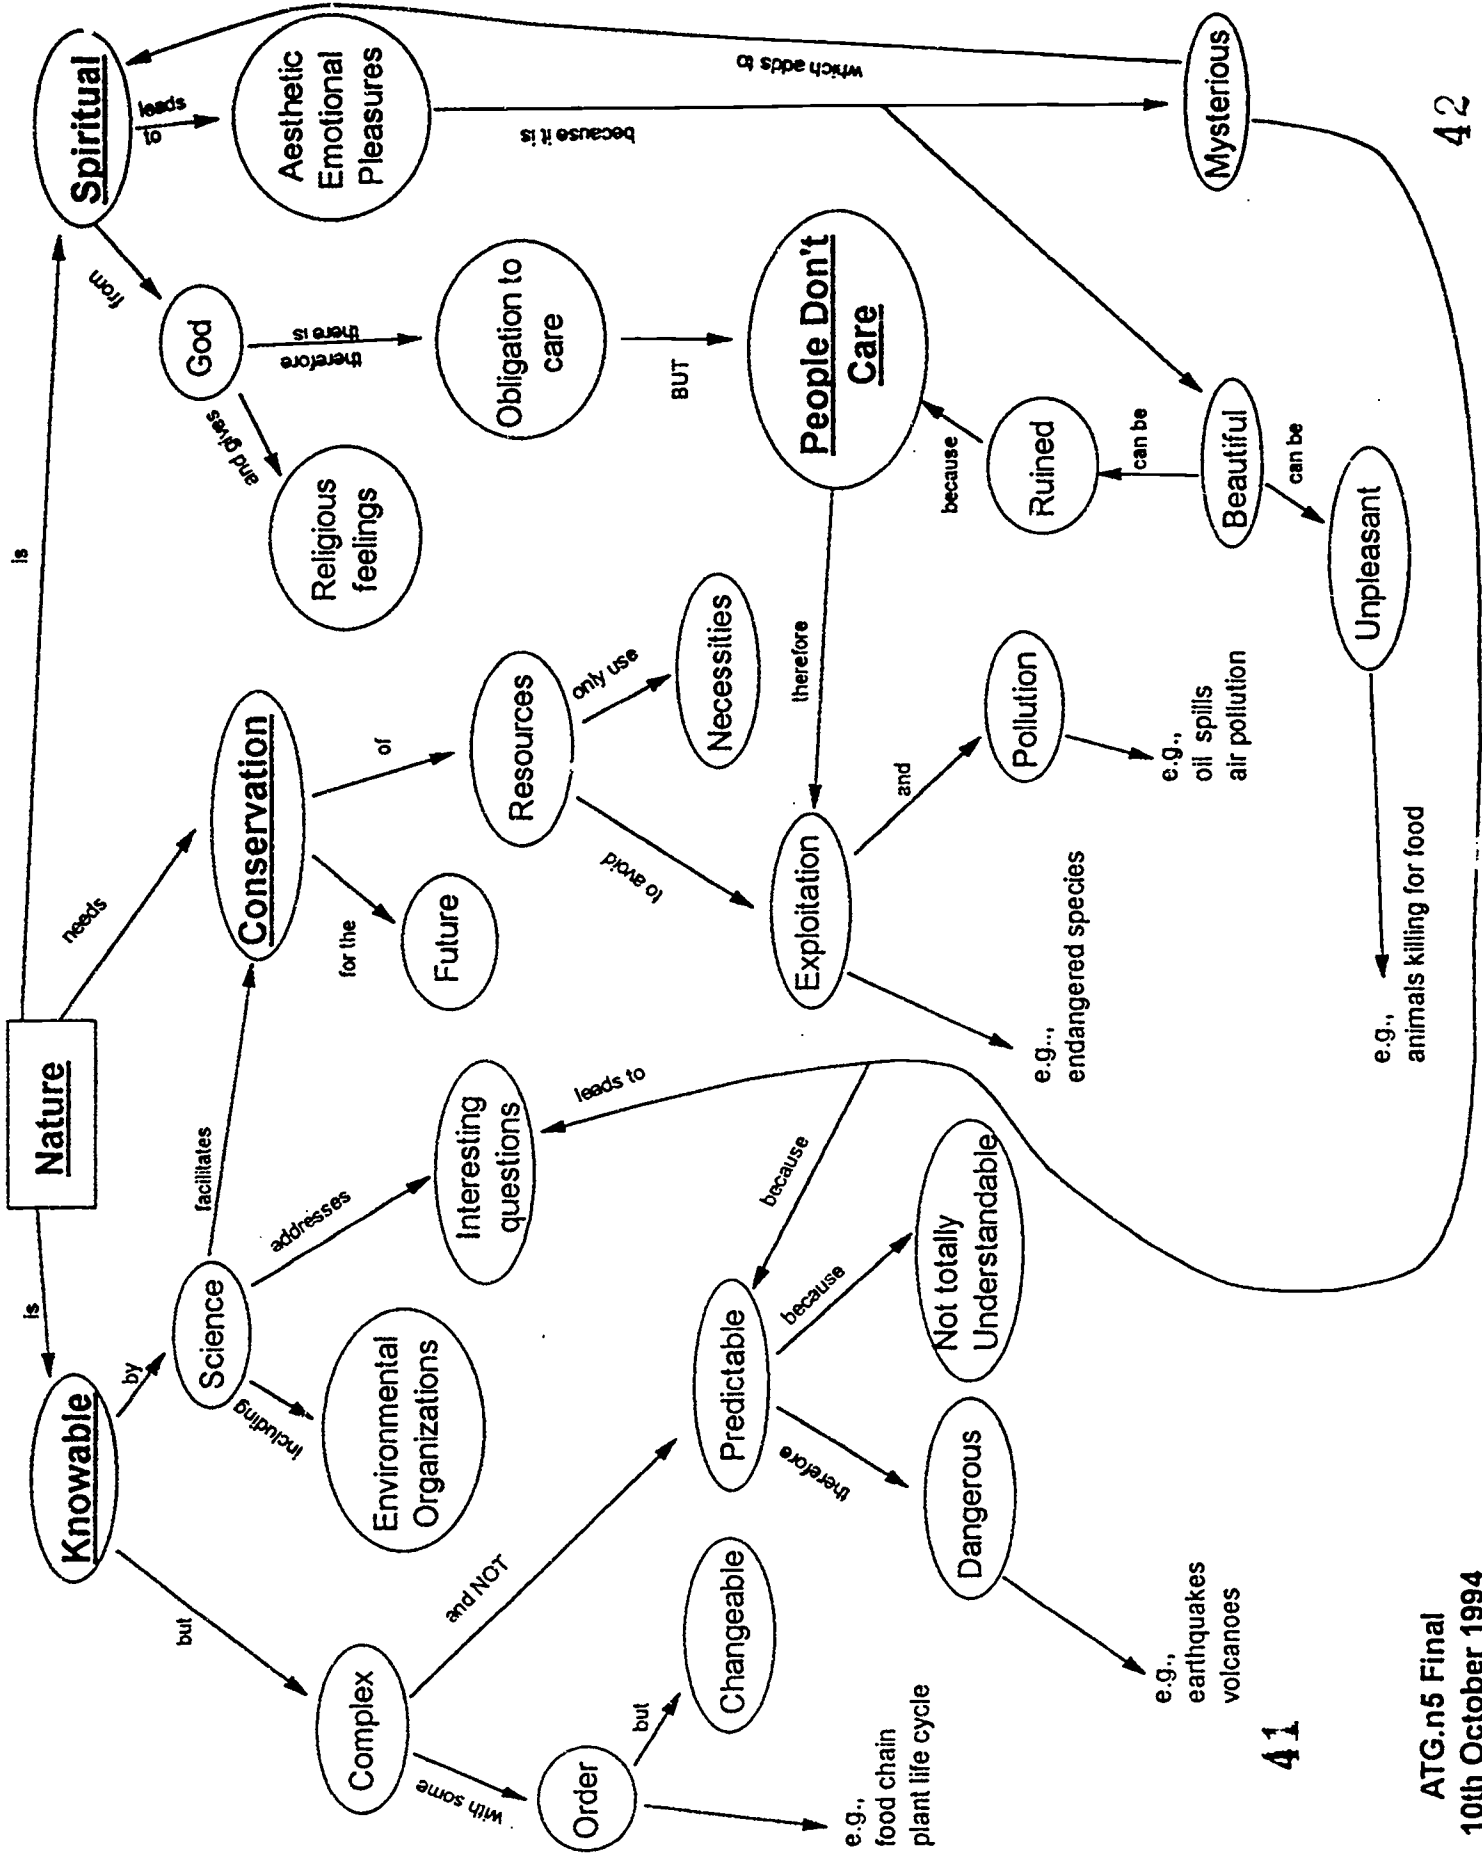 Nature
is
needs
is
Knowable
Conservation
Spiritual
by
but
facilitates
from
leads
to
Science
God
Aesthetic
Emotional
Pleasures
including
addresses
for the
of
and gives
therefore
there is
Environmental
Organizations
Interesting
questions
Future
Resources
Religious
feelings
Obligation to
care
because it is
which adds to
Complex
with some
and NOT
leads to
to avoid
only use
BUT
Order
but
Changeable
Predictable
because
Exploitation
Necessities
therefore
People Don't
Care
e.g.,
food chain
plant life cycle
therefore
because
and
because
Dangerous
Not totally
Understandable
e.g..,
endangered species
Pollution
Ruined
can be
e.g.,
earthquakes
volcanoes
e.g.,
oil spills
air pollution
Beautiful
can be
Mysterious
Unpleasant
e.g.,
animals killing for food
41
42
ATG.n5 Final
10th October 1994